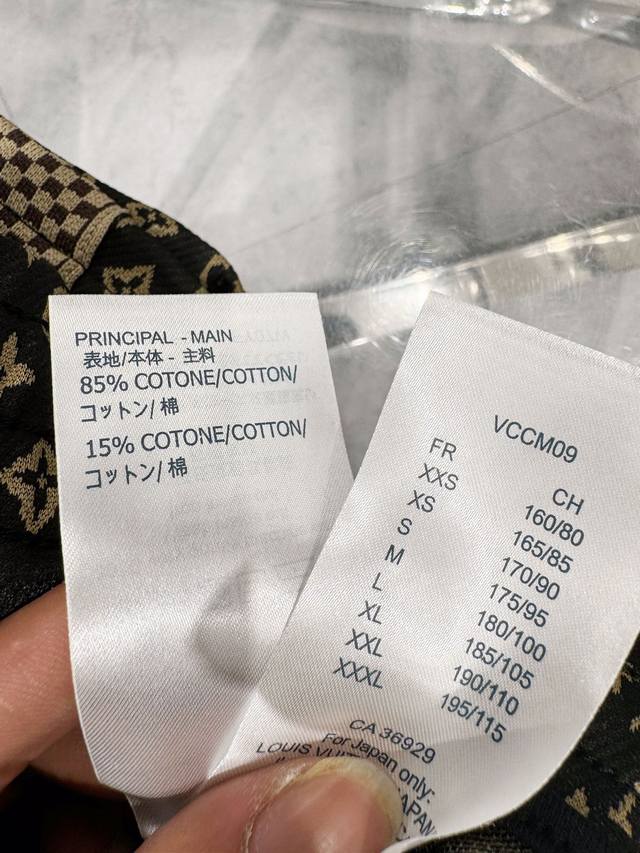 PRINCIPAL - MAIN
表地/本体 - 主料
85% COTONE/COTTON/
コットン/ 棉
15% COTONE/COTTON/
コットン/ 棉
VCCM09
FR CH
XXS 160/80
XS 165/85
S 170/90
M 175/95
L 180/100
XL 185/105
XXL 190/110
XXXL 195/115
CA 36929
For Japan only:
LOUIS